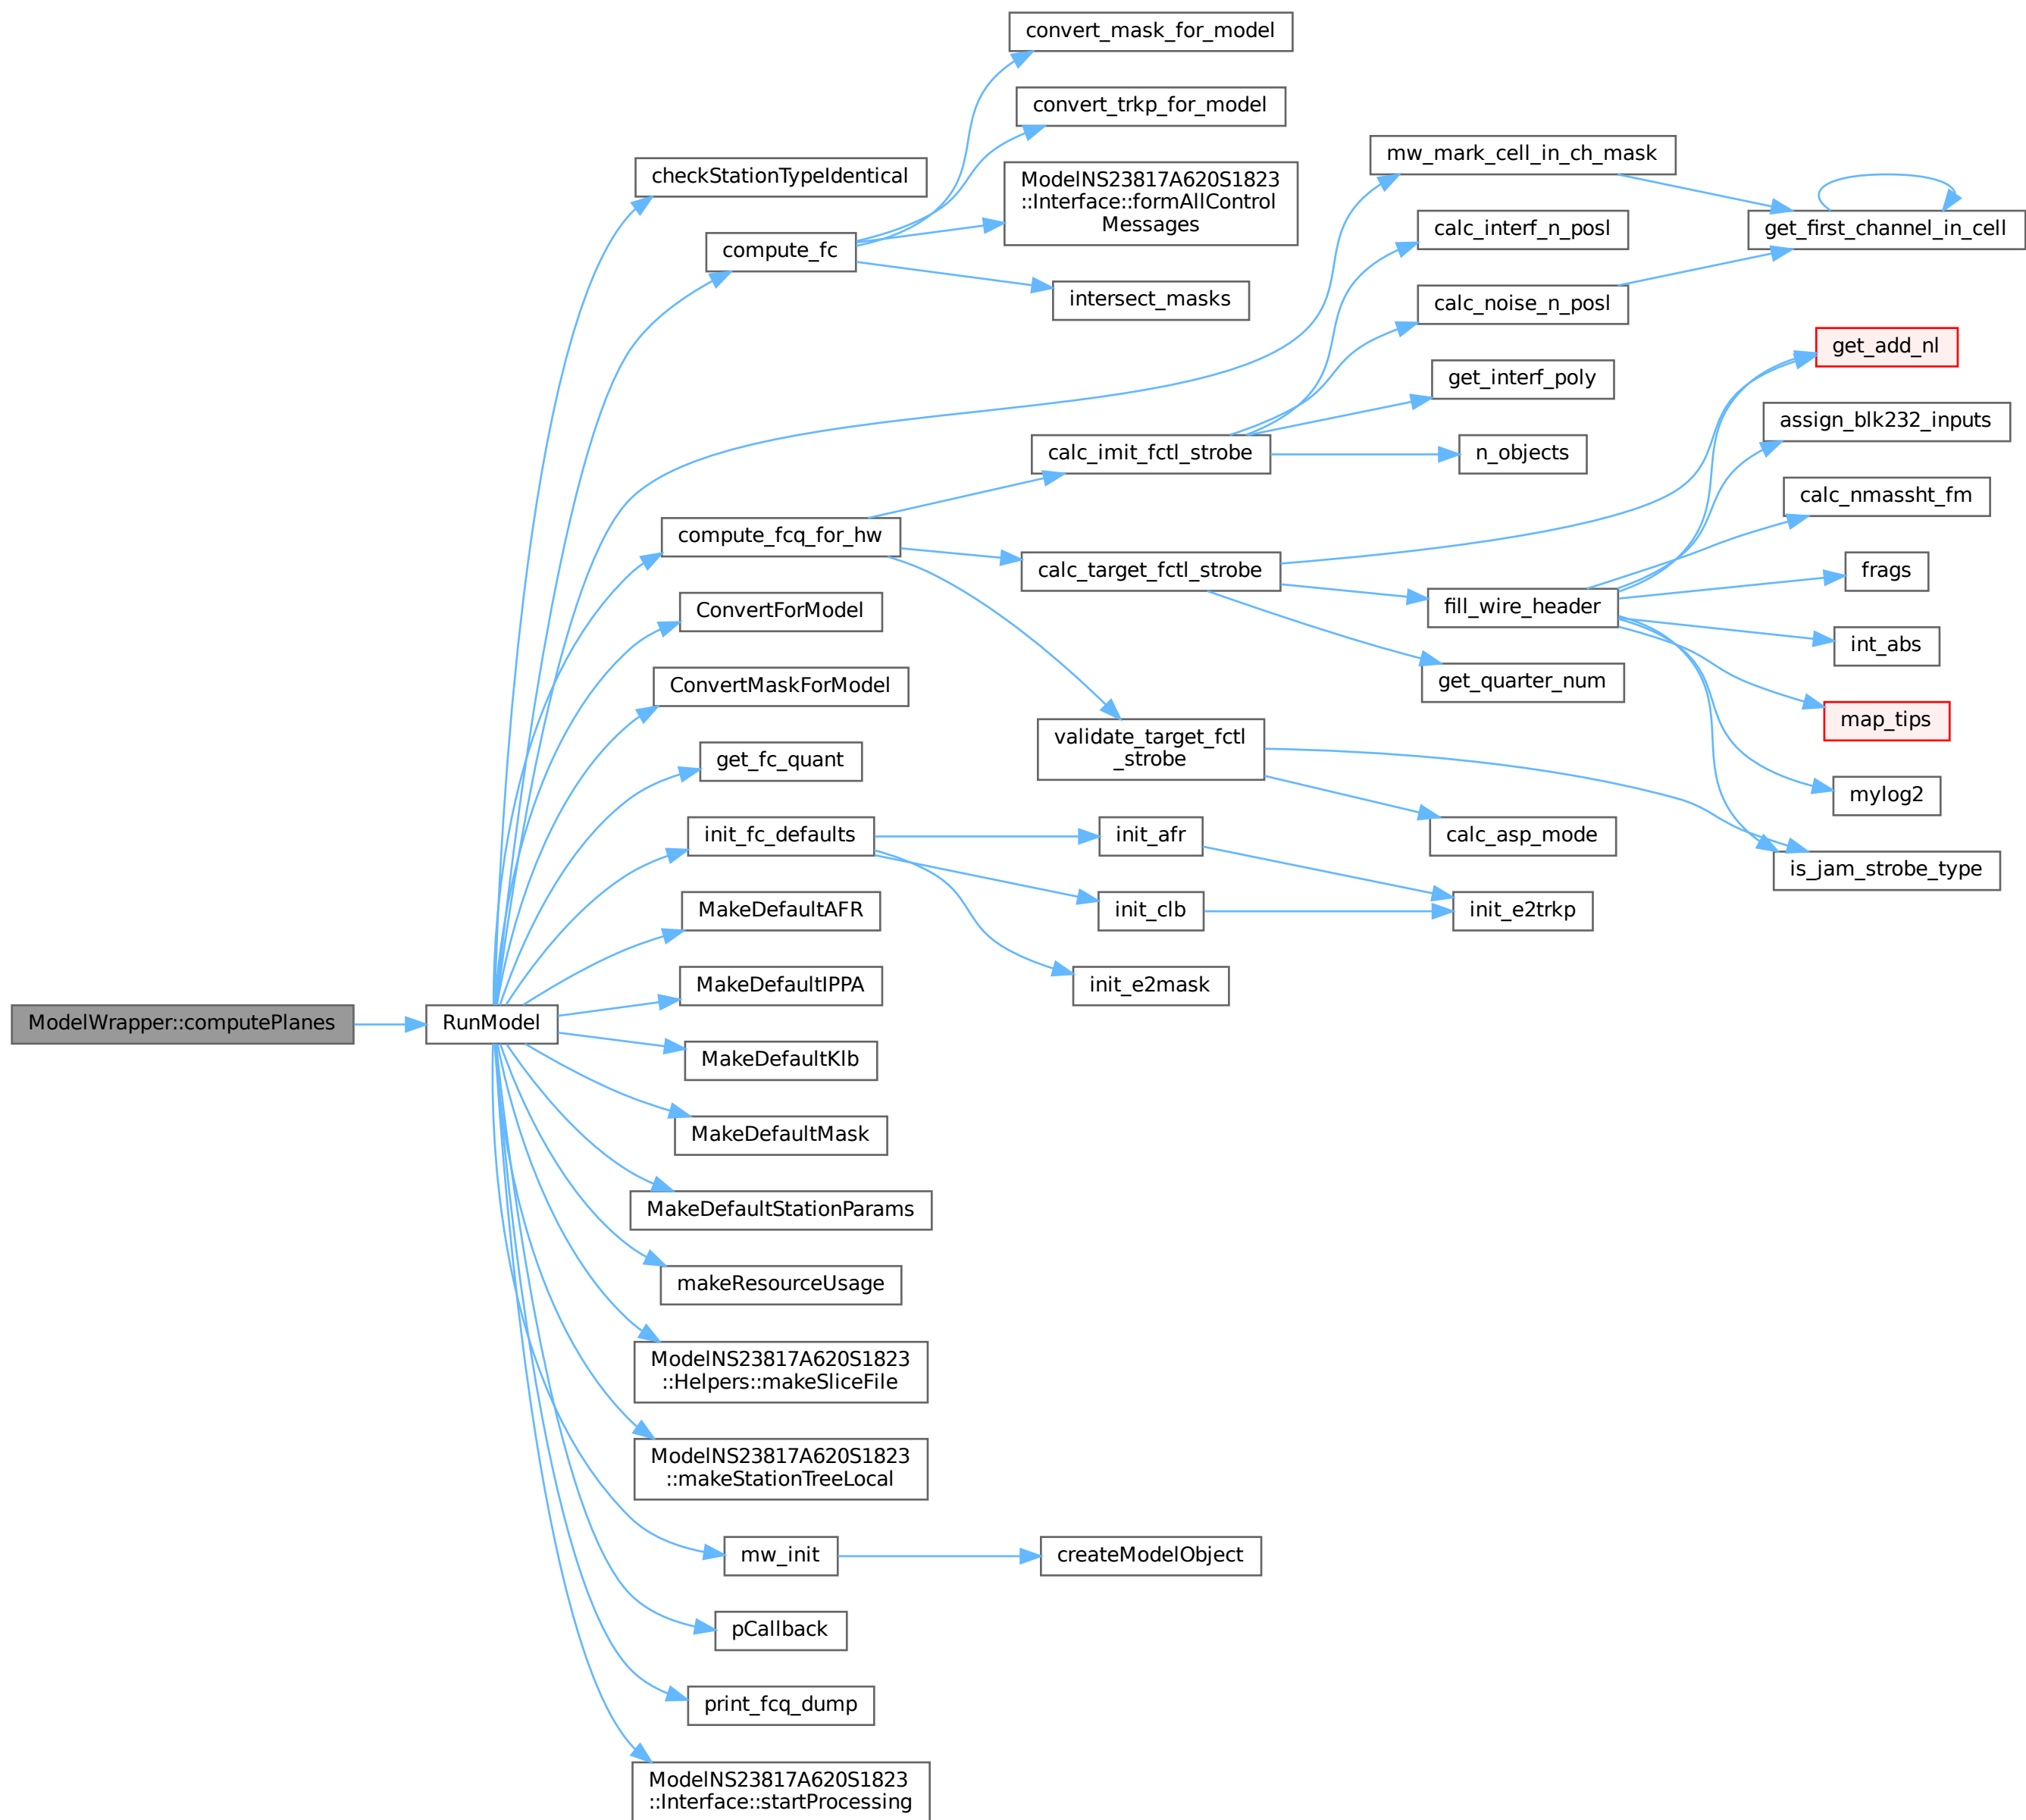 convert_mask_for_model
convert_trkp_for_model
mw_mark_cell_in_ch_mask
checkStationTypeIdentical
ModelNS23817A620S1823
::Interface::formAllControl
Messages
calc_interf_n_posl
get_first_channel_in_cell
compute_fc
intersect_masks
calc_noise_n_posl
get_add_nl
get_interf_poly
assign_blk232_inputs
calc_imit_fctl_strobe
n_objects
calc_nmassht_fm
compute_fcq_for_hw
calc_target_fctl_strobe
frags
ConvertForModel
fill_wire_header
int_abs
ConvertMaskForModel
get_quarter_num
map_tips
validate_target_fctl
_strobe
get_fc_quant
mylog2
init_fc_defaults
init_afr
calc_asp_mode
is_jam_strobe_type
MakeDefaultAFR
init_clb
init_e2trkp
MakeDefaultIPPA
init_e2mask
ModelWrapper::computePlanes
RunModel
MakeDefaultKlb
MakeDefaultMask
MakeDefaultStationParams
makeResourceUsage
ModelNS23817A620S1823
::Helpers::makeSliceFile
ModelNS23817A620S1823
::makeStationTreeLocal
mw_init
createModelObject
pCallback
print_fcq_dump
ModelNS23817A620S1823
::Interface::startProcessing